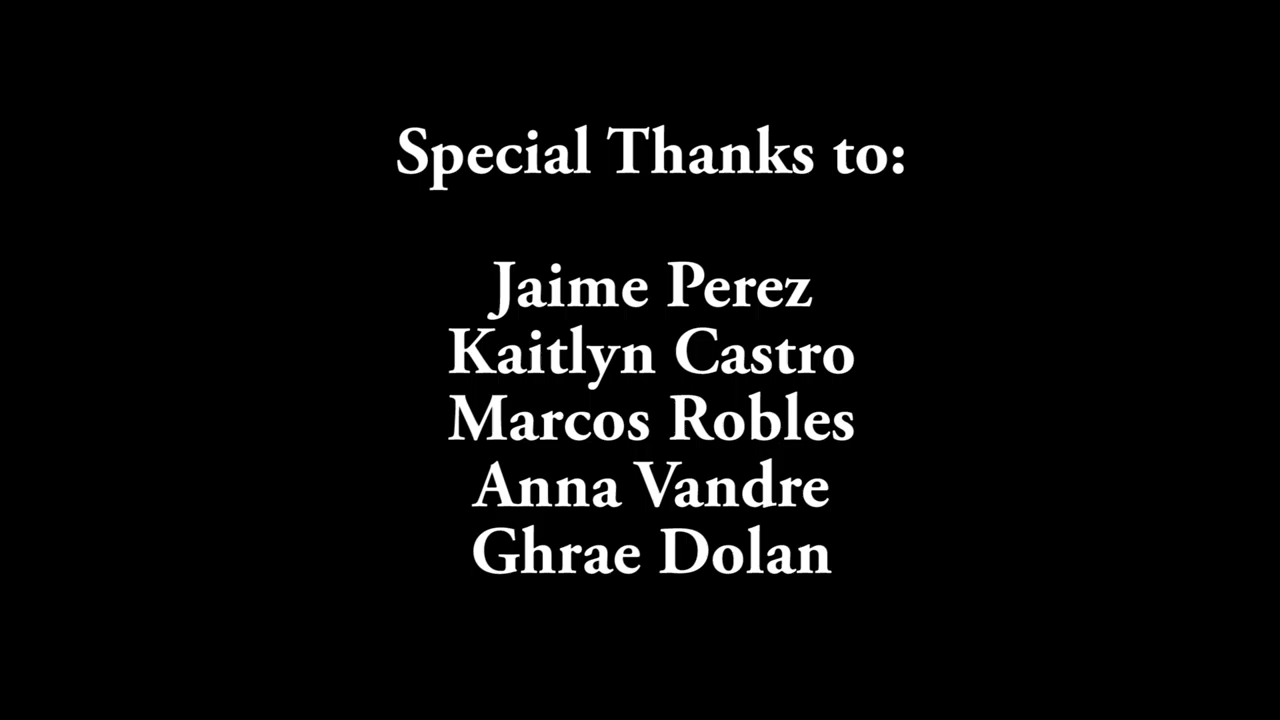 Special Thanks to:
Jaime Perez
Kaitlyn Castro
Marcos Robles
Anna Vandre
Ghrae Dolan